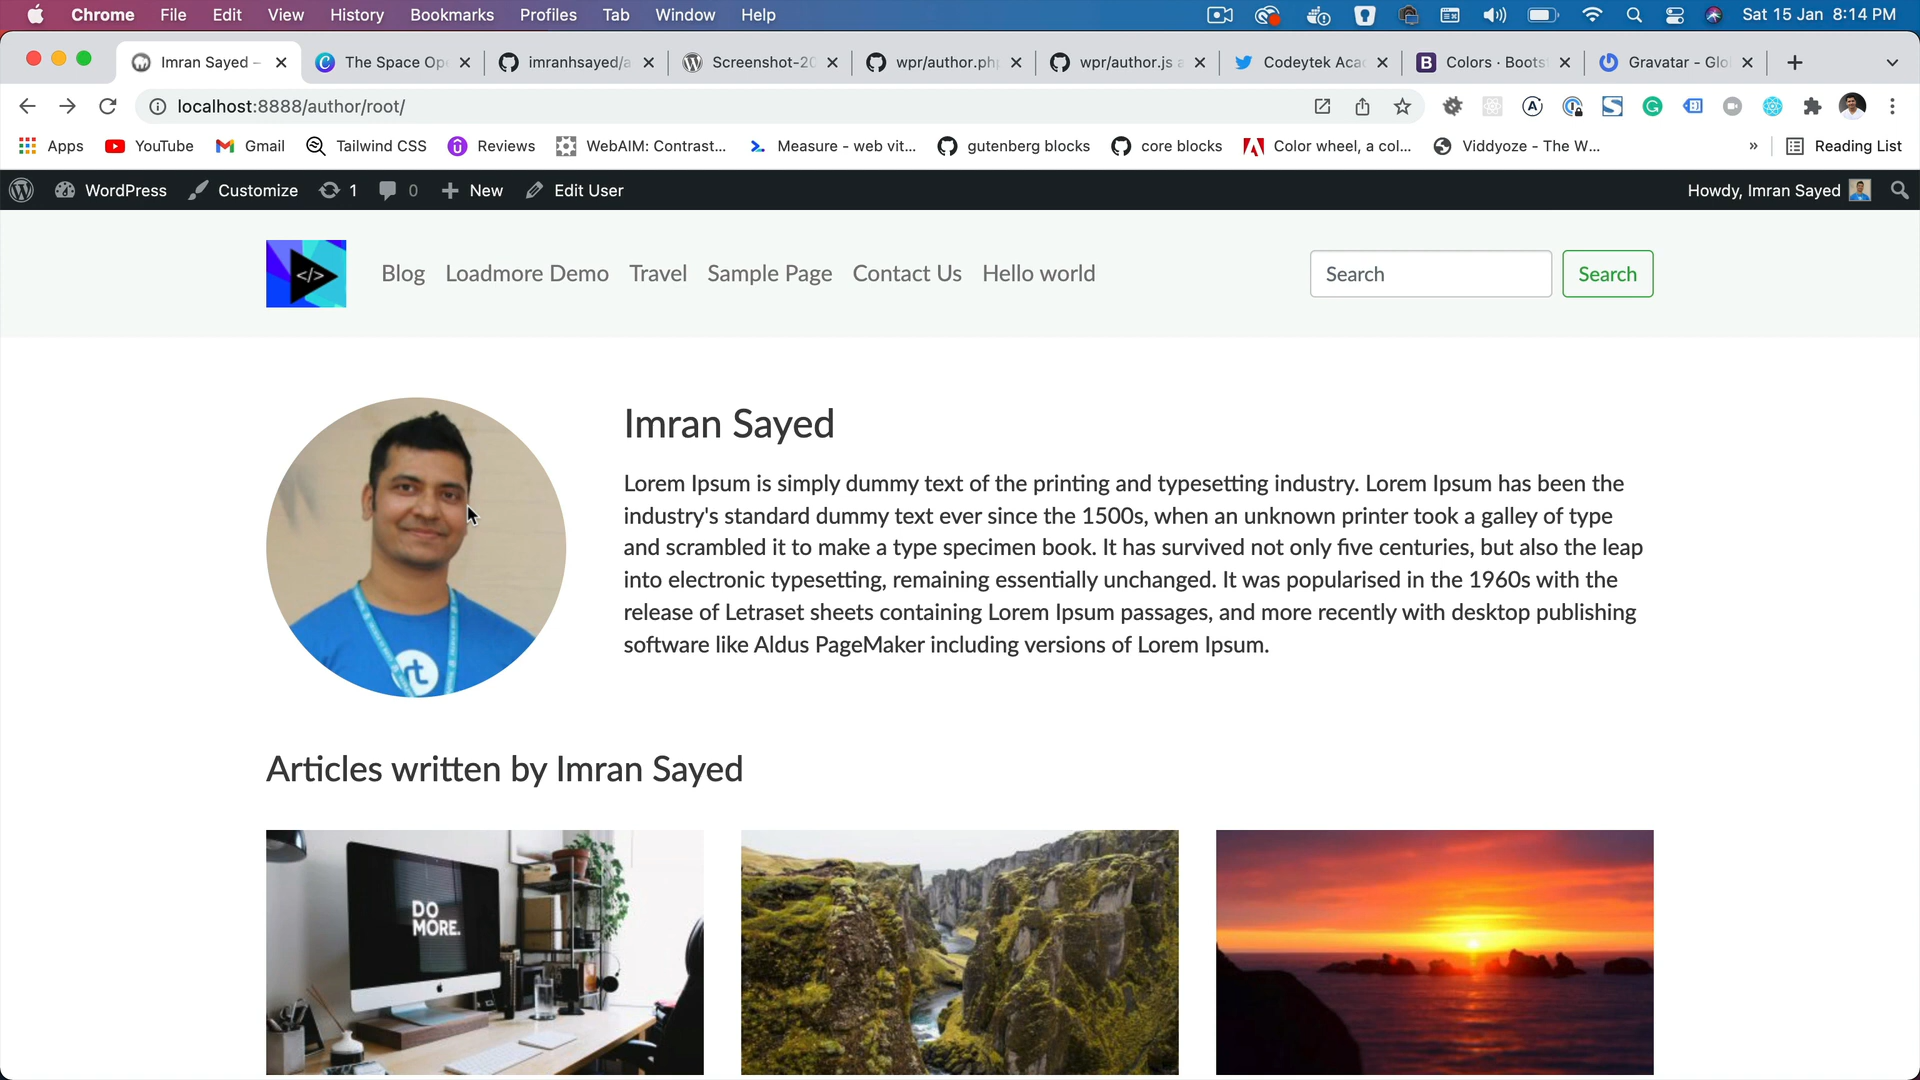 Chrome File Edit View History Bookmarks Profiles Tab Window Help Sat 15 Jan 8:14 PM
Imran Sayed – The Space Ope imranhsayed/a Screenshot-20 wpr/author.ph wpr/author.js a Codeytek Aca Colors · Boots Gravatar - Glo
localhost:8888/author/root/
Apps YouTube Gmail Tailwind CSS Reviews WebAIM: Contrast... Measure - web vit... gutenberg blocks core blocks Color wheel, a col... Viddyoze - The W... » Reading List
WordPress Customize 1 0 New Edit User Howdy, Imran Sayed
</> Blog Loadmore Demo Travel Sample Page Contact Us Hello world Search Search
Imran Sayed
Lorem Ipsum is simply dummy text of the printing and typesetting industry. Lorem Ipsum has been the
industry's standard dummy text ever since the 1500s, when an unknown printer took a galley of type
and scrambled it to make a type specimen book. It has survived not only five centuries, but also the leap
into electronic typesetting, remaining essentially unchanged. It was popularised in the 1960s with the
release of Letraset sheets containing Lorem Ipsum passages, and more recently with desktop publishing
software like Aldus PageMaker including versions of Lorem Ipsum.
Articles written by Imran Sayed
DO
MORE.